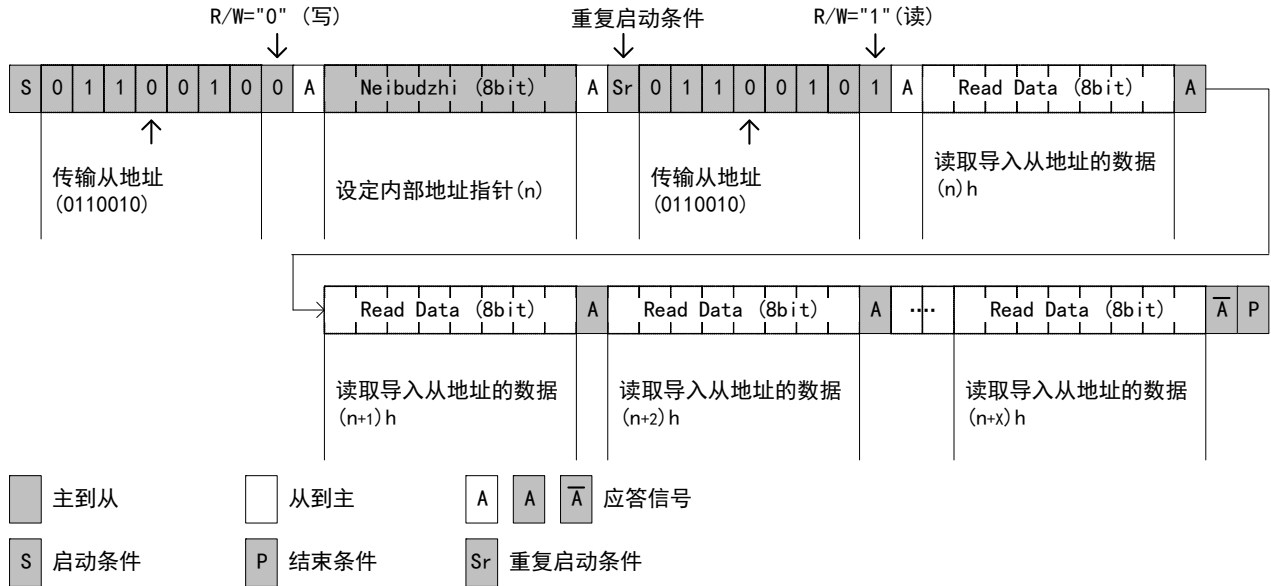 R/W="0" (写) 重复启动条件 R/W="1"(读)
S 0 1 1 0 0 1 0 0 A Neibudzhi (8bit) A Sr 0 1 1 0 0 1 0 1 A Read Data (8bit) A
传输从地址
(0110010)
设定内部地址指针(n)
传输从地址
(0110010)
读取导入从地址的数据
(n)h
Read Data (8bit) A Read Data (8bit) A ···· Read Data (8bit) A̅ P
读取导入从地址的数据
(n+1)h
读取导入从地址的数据
(n+2)h
读取导入从地址的数据
(n+X)h
主到从 从到主 A A A̅ 应答信号
S 启动条件 P 结束条件 Sr 重复启动条件